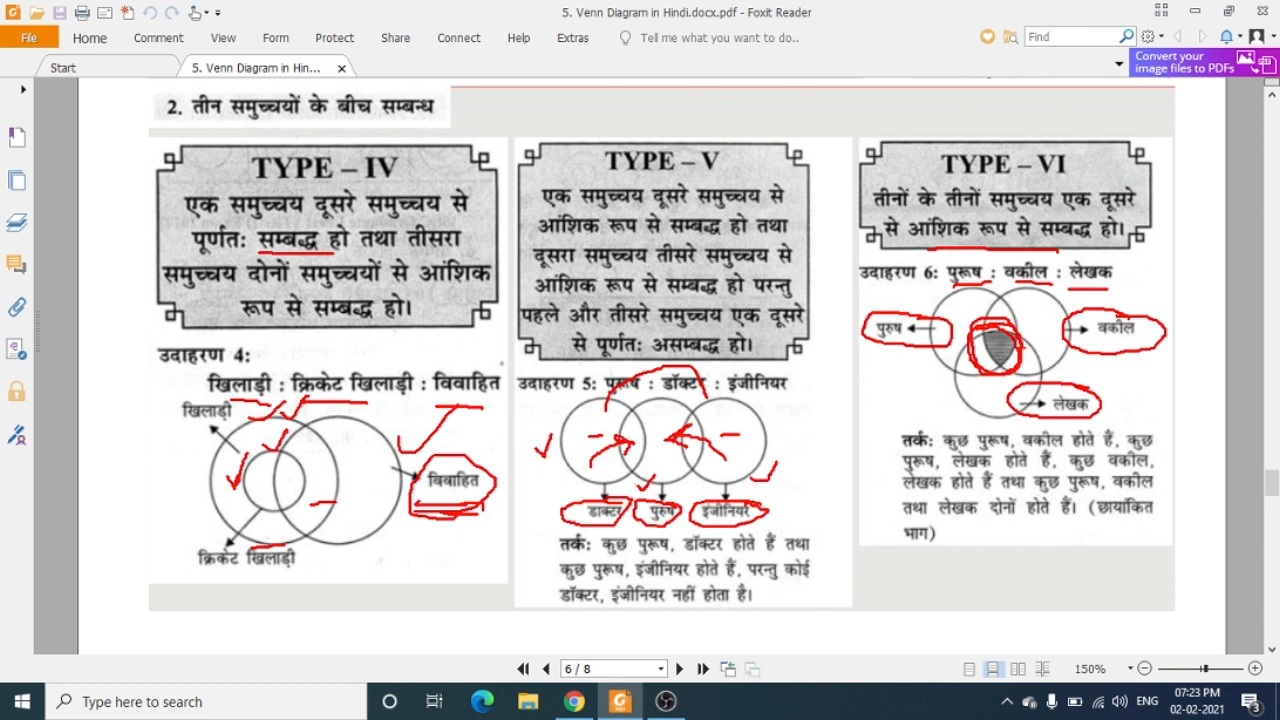 5. Venn Diagram in Hindi.docx.pdf - Foxit Reader
File Home Comment View Form Protect Share Connect Help Extras Tell me what you want to do.. Find
Start
5. Venn Diagram in Hin...
Convert your
image files to PDFs
2. तीन समुच्चयों के बीच सम्बन्ध
TYPE – IV
एक समुच्चय दूसरे समुच्चय से
पूर्णतः सम्बद्ध हो तथा तीसरा
समुच्चय दोनों समुच्चयों से आंशिक
रूप से सम्बद्ध हो।
उदाहरण 4:
खिलाड़ी : क्रिकेट खिलाड़ी : विवाहित
खिलाड़ी
विवाहित
क्रिकेट खिलाड़ी
TYPE – V
एक समुच्चय दूसरे समुच्चय से
आंशिक रूप से सम्बद्ध हो तथा
दूसरा समुच्चय तीसरे समुच्चय से
आंशिक रूप से सम्बद्ध हो परन्तु
पहले और तीसरे समुच्चय एक दूसरे
से पूर्णतः असम्बद्ध हो।
उदाहरण 5: पुरूष : डॉक्टर : इंजीनियर
डाक्टर पुरुष इंजीनियर
तर्क: कुछ पुरूष, डॉक्टर होते हैं तथा
कुछ पुरूष, इंजीनियर होते हैं, परन्तु कोई
डॉक्टर, इंजीनियर नहीं होता है।
TYPE – VI
तीनों के तीनों समुच्चय एक दूसरे
से आंशिक रूप से सम्बद्ध हो।
उदाहरण 6: पुरूष : वकील : लेखक
पुरुष
वकील
लेखक
तर्क: कुछ पुरूष, वकील होते हैं, कुछ
पुरूष, लेखक होते हैं, कुछ वकील,
लेखक होते हैं तथा कुछ पुरूष, वकील
तथा लेखक दोनों होते हैं। (छायांकित
भाग)
6 / 8
150%
Type here to search
ENG
07:23 PM
02-02-2021
3